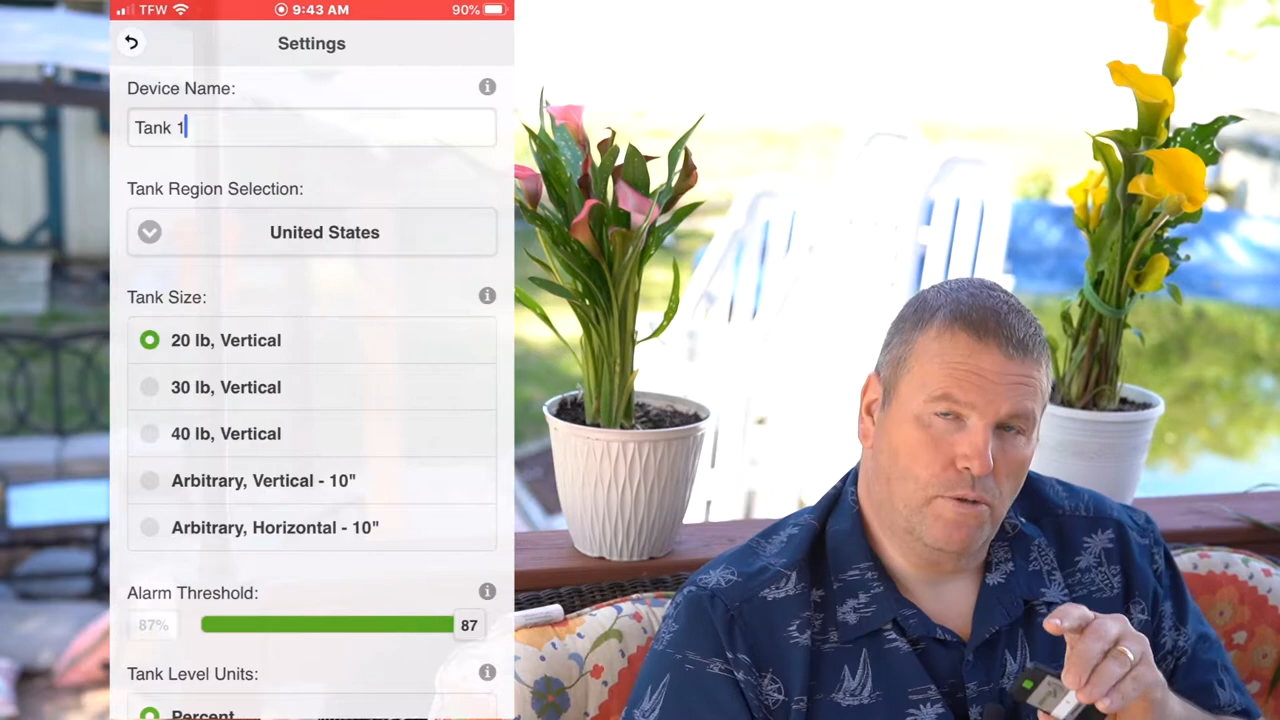 TFW 9:43 AM 90%
Settings
Device Name:
Tank 1
Tank Region Selection:
United States
Tank Size:
20 lb, Vertical
30 lb, Vertical
40 lb, Vertical
Arbitrary, Vertical - 10"
Arbitrary, Horizontal - 10"
Alarm Threshold:
87% 87
Tank Level Units:
Percent